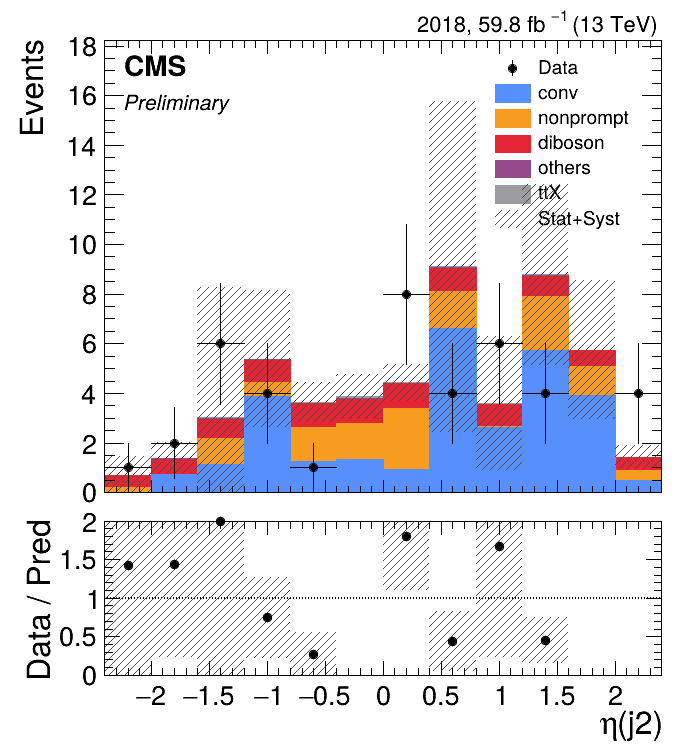 2018, 59.8 fb⁻¹ (13 TeV)
CMS
Preliminary
Events
18
16
14
12
10
8
6
4
2
0
Data
conv
nonprompt
diboson
others
ttX
Stat+Syst
Data / Pred
2
1.5
1
0.5
0
−2 −1.5 −1 −0.5 0 0.5 1 1.5 2
η(j2)